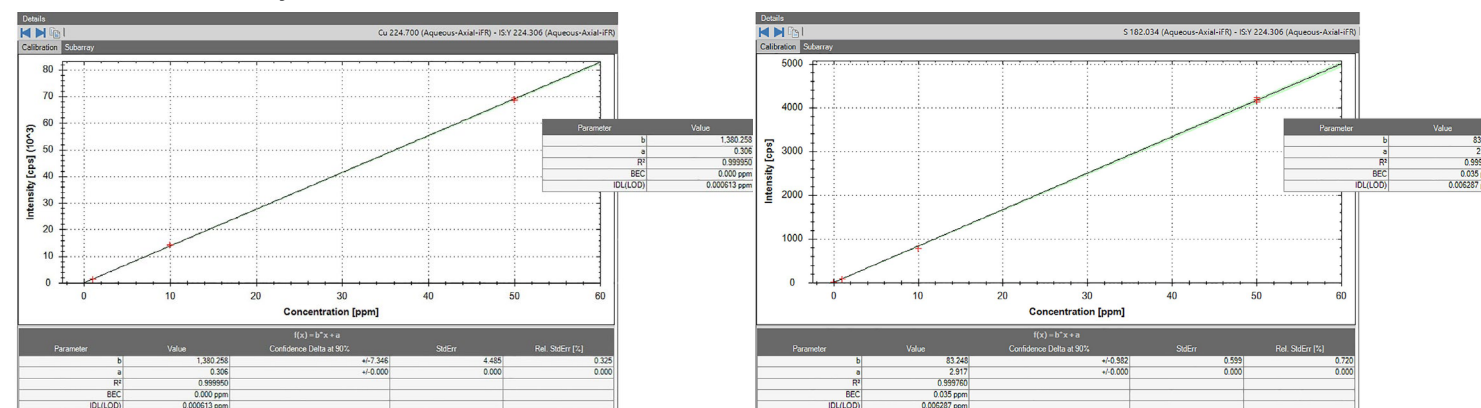 Details
Cu 224.700 (Aqueous-Axial-iFR) - IS:Y 224.306 (Aqueous-Axial-iFR)
Calibration Subarray
80
70
60
50
40
30
20
10
0
Intensity [cps] (10^3)
0 10 20 30 40 50 60
Concentration [ppm]
Parameter Value
b 1,380.258
a 0.306
R² 0.999950
BEC 0.000 ppm
IDL(LOD) 0.000613 ppm
f(x) = b*x + a
Parameter Value Confidence Delta at 90% StdErr Rel. StdErr [%]
b 1,380.258 +/-7.346 4.485 0.325
a 0.306 +/-0.000 0.000 0.000
R² 0.999950
BEC 0.000 ppm
IDL(LOD) 0.000613 ppm
Details
S 182.034 (Aqueous-Axial-iFR) - IS:Y 224.306 (Aqueous-Axial-iFR)
Calibration Subarray
5000
4000
3000
2000
1000
0
Intensity [cps]
0 10 20 30 40 50 60
Concentration [ppm]
Parameter Value
b 83
a 2
R² 0.999
BEC 0.035
IDL(LOD) 0.006287
f(x) = b*x + a
Parameter Value Confidence Delta at 90% StdErr Rel. StdErr [%]
b 83.248 +/-0.982 0.599 0.720
a 2.917 +/-0.000 0.000 0.000
R² 0.999760
BEC 0.035 ppm
IDL(LOD) 0.006287 ppm